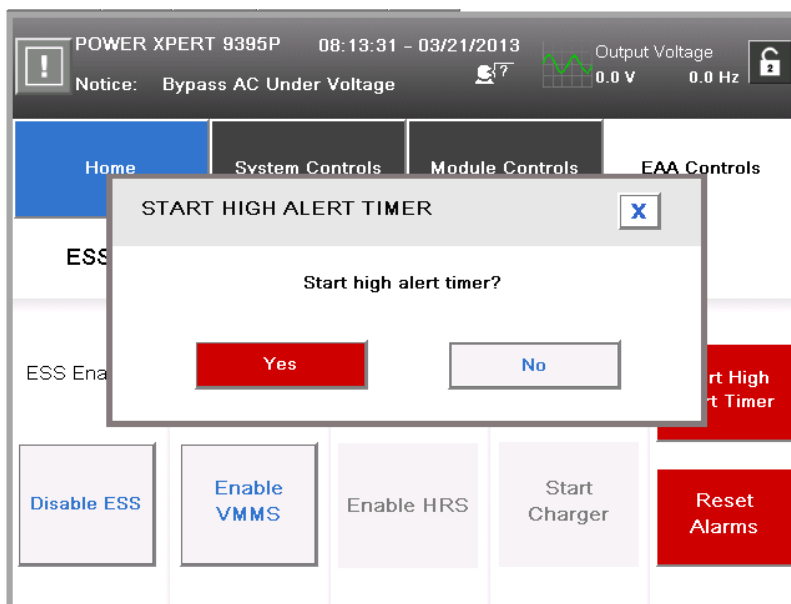 POWER XPERT 9395P 08:13:31 - 03/21/2013
! Notice: Bypass AC Under Voltage
?
Output Voltage
0.0 V 0.0 Hz
2
Home System Controls Module Controls EAA Controls
START HIGH ALERT TIMER X
ESS
Start high alert timer?
Yes No
ESS Ena
rt High
rt Timer
Disable ESS
Enable
VMMS
Enable HRS
Start
Charger
Reset
Alarms